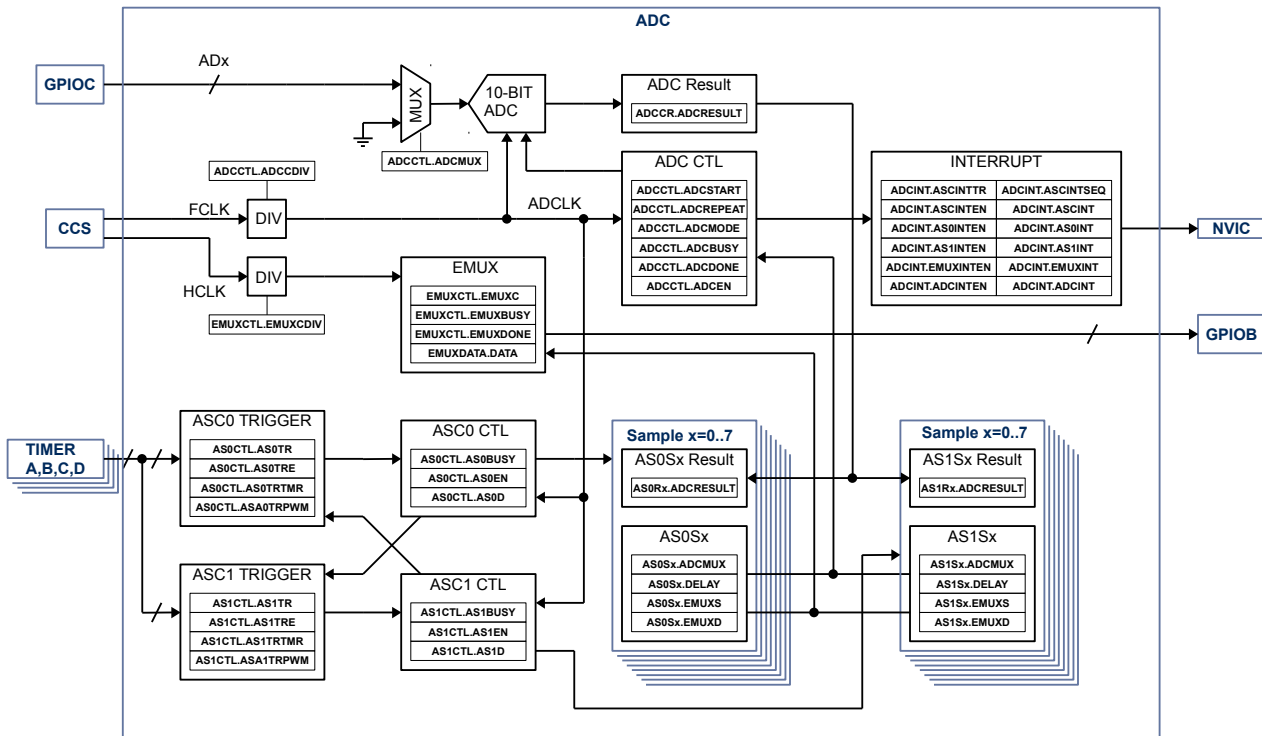 ADC
ADx
GPIOC
MUX
10-BIT
ADC
ADC Result
ADCCR.ADCRESULT
ADCCTL.ADCMUX
ADCCTL.ADCCDIV
FCLK
DIV
ADCLK
CCS
HCLK
DIV
EMUXCTL.EMUXCDIV
ADC CTL
ADCCTL.ADCSTART
ADCCTL.ADCREPEAT
ADCCTL.ADCMODE
ADCCTL.ADCBUSY
ADCCTL.ADCDONE
ADCCTL.ADCEN
INTERRUPT
ADCINT.ASCINTTR ADCINT.ASCINTSEQ
ADCINT.ASCINTEN ADCINT.ASCINT
ADCINT.AS0INTEN ADCINT.AS0INT
ADCINT.AS1INTEN ADCINT.AS1INT
ADCINT.EMUXINTEN ADCINT.EMUXINT
ADCINT.ADCINTEN ADCINT.ADCINT
NVIC
EMUX
EMUXCTL.EMUXC
EMUXCTL.EMUXBUSY
EMUXCTL.EMUXDONE
EMUXDATA.DATA
GPIOB
TIMER
A,B,C,D
ASC0 TRIGGER
AS0CTL.AS0TR
AS0CTL.AS0TRE
AS0CTL.AS0TRTMR
AS0CTL.ASA0TRPWM
ASC0 CTL
AS0CTL.AS0BUSY
AS0CTL.AS0EN
AS0CTL.AS0D
ASC1 TRIGGER
AS1CTL.AS1TR
AS1CTL.AS1TRE
AS1CTL.AS1TRTMR
AS1CTL.ASA1TRPWM
ASC1 CTL
AS1CTL.AS1BUSY
AS1CTL.AS1EN
AS1CTL.AS1D
Sample x=0..7
AS0Sx Result
AS0Rx.ADCRESULT
AS0Sx
AS0Sx.ADCMUX
AS0Sx.DELAY
AS0Sx.EMUXS
AS0Sx.EMUXD
Sample x=0..7
AS1Sx Result
AS1Rx.ADCRESULT
AS1Sx
AS1Sx.ADCMUX
AS1Sx.DELAY
AS1Sx.EMUXS
AS1Sx.EMUXD